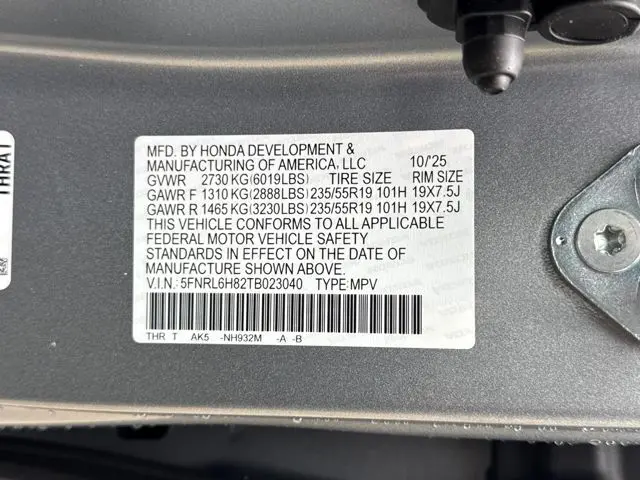 MFD. BY HONDA DEVELOPMENT &
MANUFACTURING OF AMERICA, LLC 10/'25
GVWR 2730 KG(6019LBS) TIRE SIZE RIM SIZE
GAWR F 1310 KG(2888LBS) 235/55R19 101H 19X7.5J
GAWR R 1465 KG(3230LBS) 235/55R19 101H 19X7.5J
THIS VEHICLE CONFORMS TO ALL APPLICABLE
FEDERAL MOTOR VEHICLE SAFETY
STANDARDS IN EFFECT ON THE DATE OF
MANUFACTURE SHOWN ABOVE.
V.I.N.: 5FNRL6H82TB023040 TYPE: MPV
THR T AK5 -NH932M -A -B
THRA1